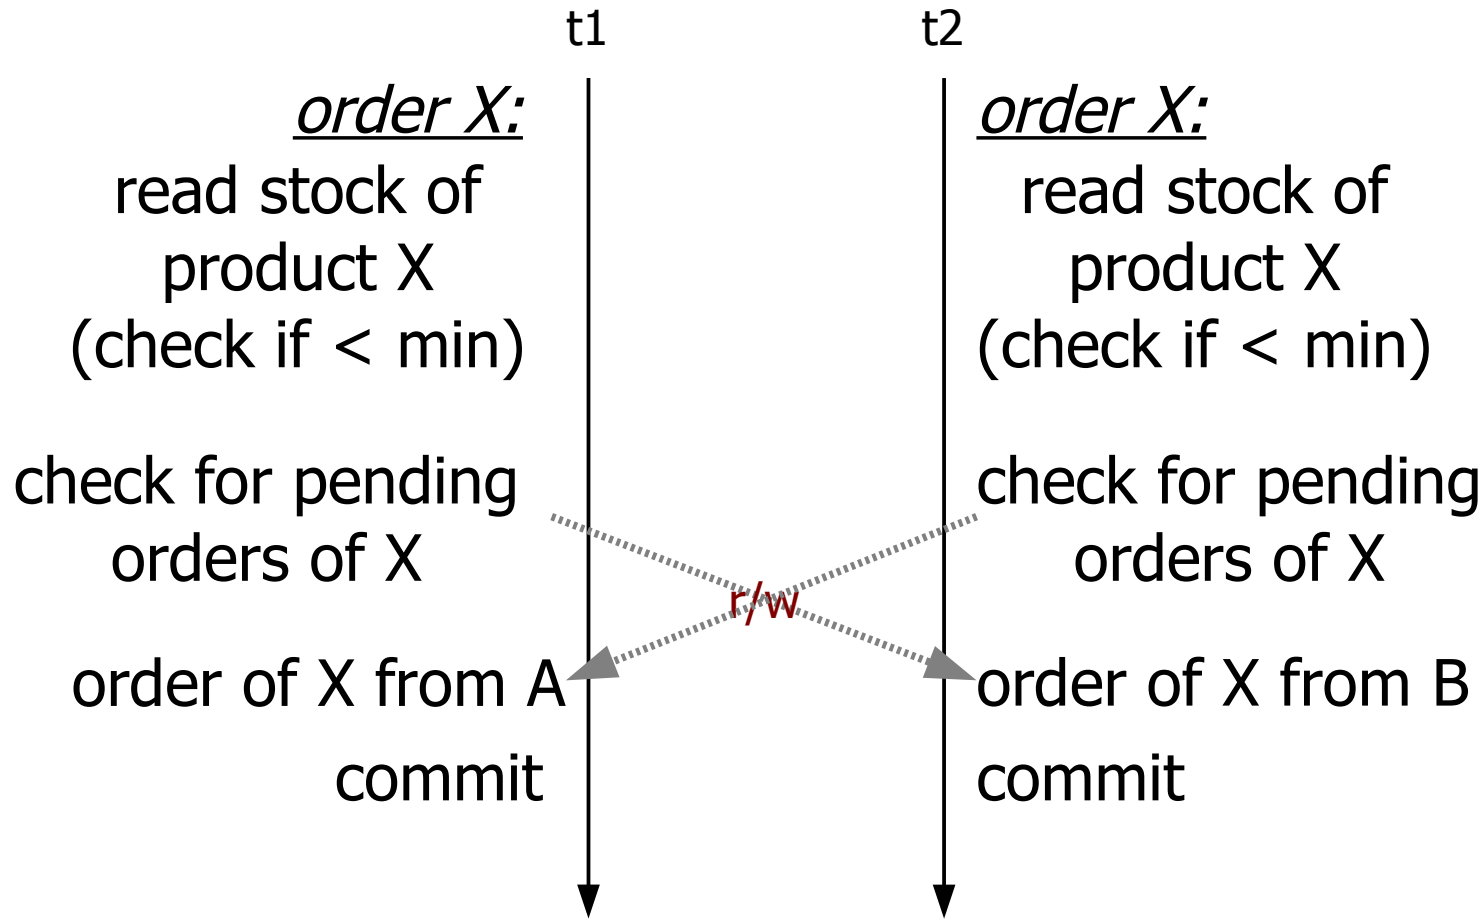 t1
t2
order X:
read stock of
product X
(check if < min)
check for pending
orders of X
order of X from A
commit
order X:
read stock of
product X
(check if < min)
check for pending
orders of X
order of X from B
commit
r/w